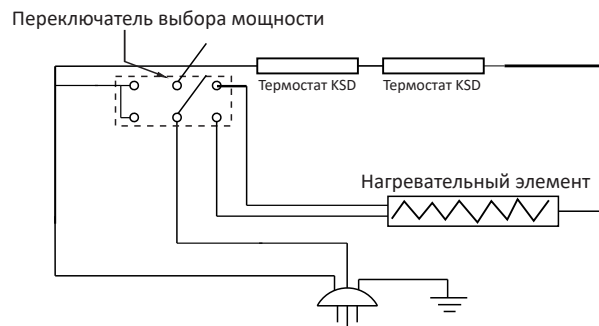 Переключатель выбора мощности
Термостат KSD
Термостат KSD
Нагревательный элемент